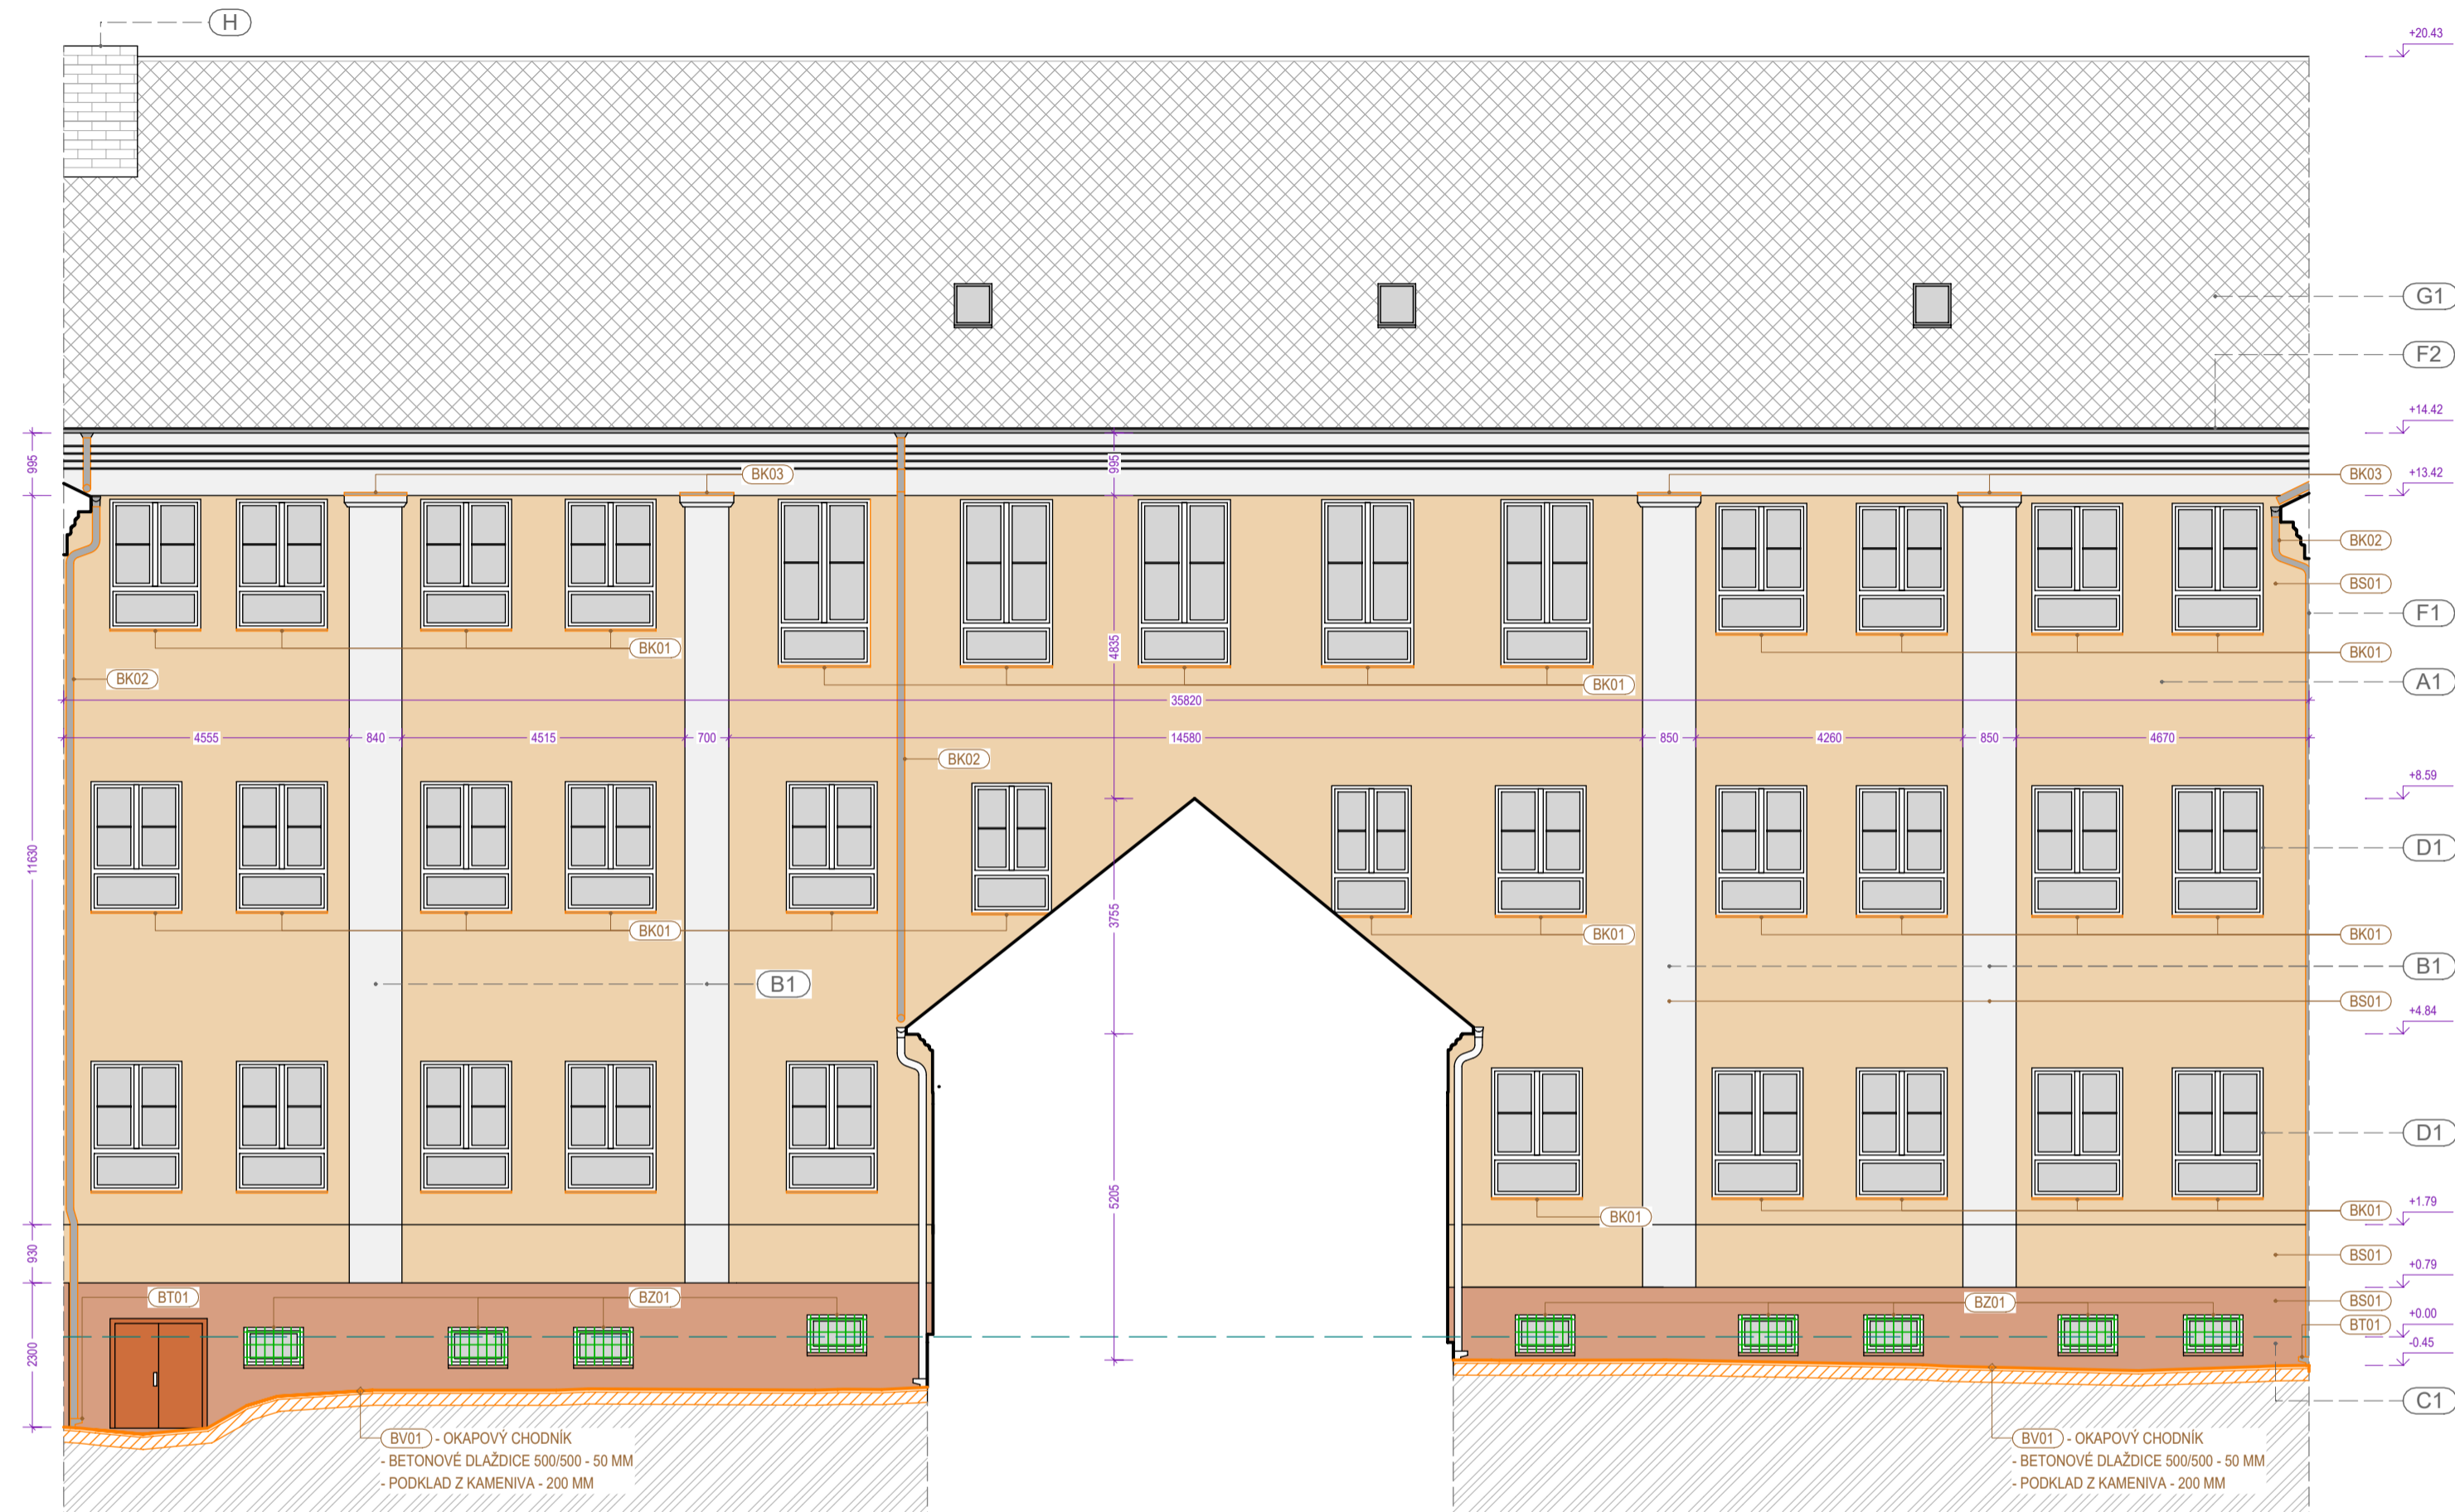 H
+20.43
G1
F2
+14.42
995
995
BK03
+13.42
BK03
BK02
BS01
F1
BK01
BK01
BK02
4835
BK01
A1
35820
4555
840
4515
700
14580
850
4260
850
4670
BK02
+8.59
11630
D1
3755
BK01
BK01
BK01
B1
B1
BS01
+4.84
D1
5205
BK01
BK01
+1.79
930
BS01
+0.79
BT01
BZ01
BZ01
BS01
+0.00
BT01
2300
-0.45
C1
BV01 - OKAPOVÝ CHODNÍK
- BETONOVÉ DLAŽDICE 500/500 - 50 MM
- PODKLAD Z KAMENIVA - 200 MM
BV01 - OKAPOVÝ CHODNÍK
- BETONOVÉ DLAŽDICE 500/500 - 50 MM
- PODKLAD Z KAMENIVA - 200 MM